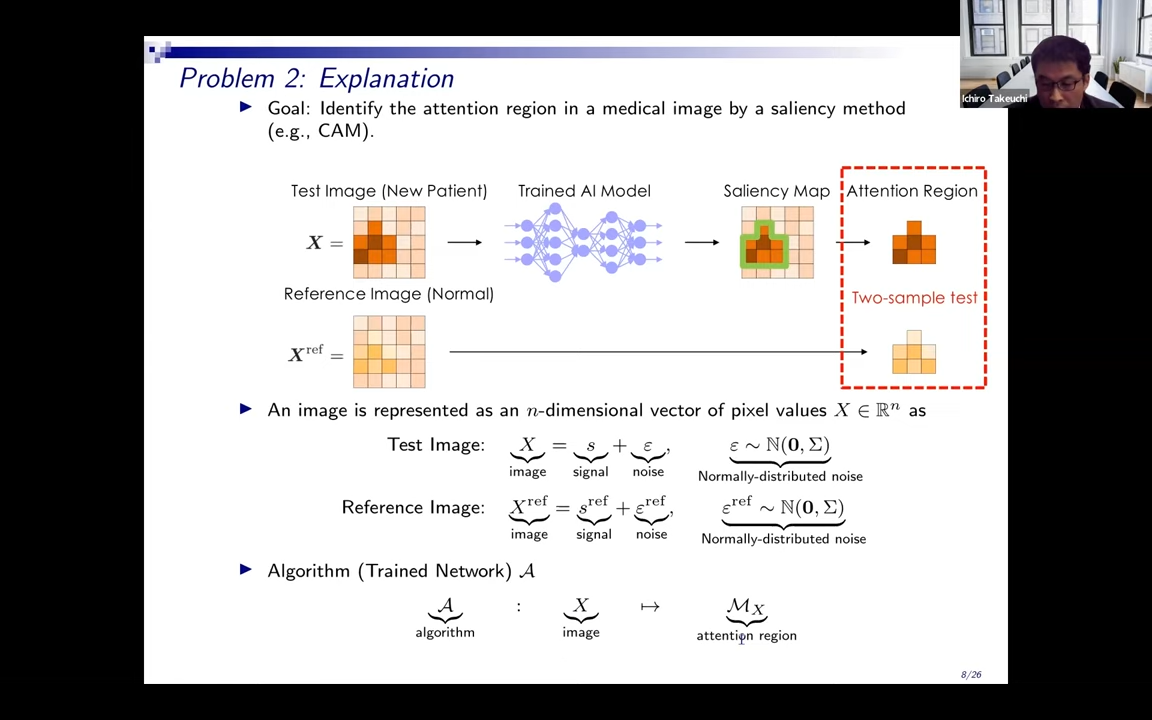 Ichiro Takeuchi
Problem 2: Explanation
▶ Goal: Identify the attention region in a medical image by a saliency method
(e.g., CAM).
Test Image (New Patient) Trained AI Model Saliency Map Attention Region
X =
Reference Image (Normal) Two-sample test
X^ref =
▶ An image is represented as an n-dimensional vector of pixel values X ∈ ℝ^n as
Test Image: X = s + ε, ε ∼ ℕ(0, Σ)
image signal noise Normally-distributed noise
Reference Image: X^ref = s^ref + ε^ref, ε^ref ∼ ℕ(0, Σ)
image signal noise Normally-distributed noise
▶ Algorithm (Trained Network) 𝒜
𝒜 : X ↦ ℳ_X
algorithm image attention region
8/26